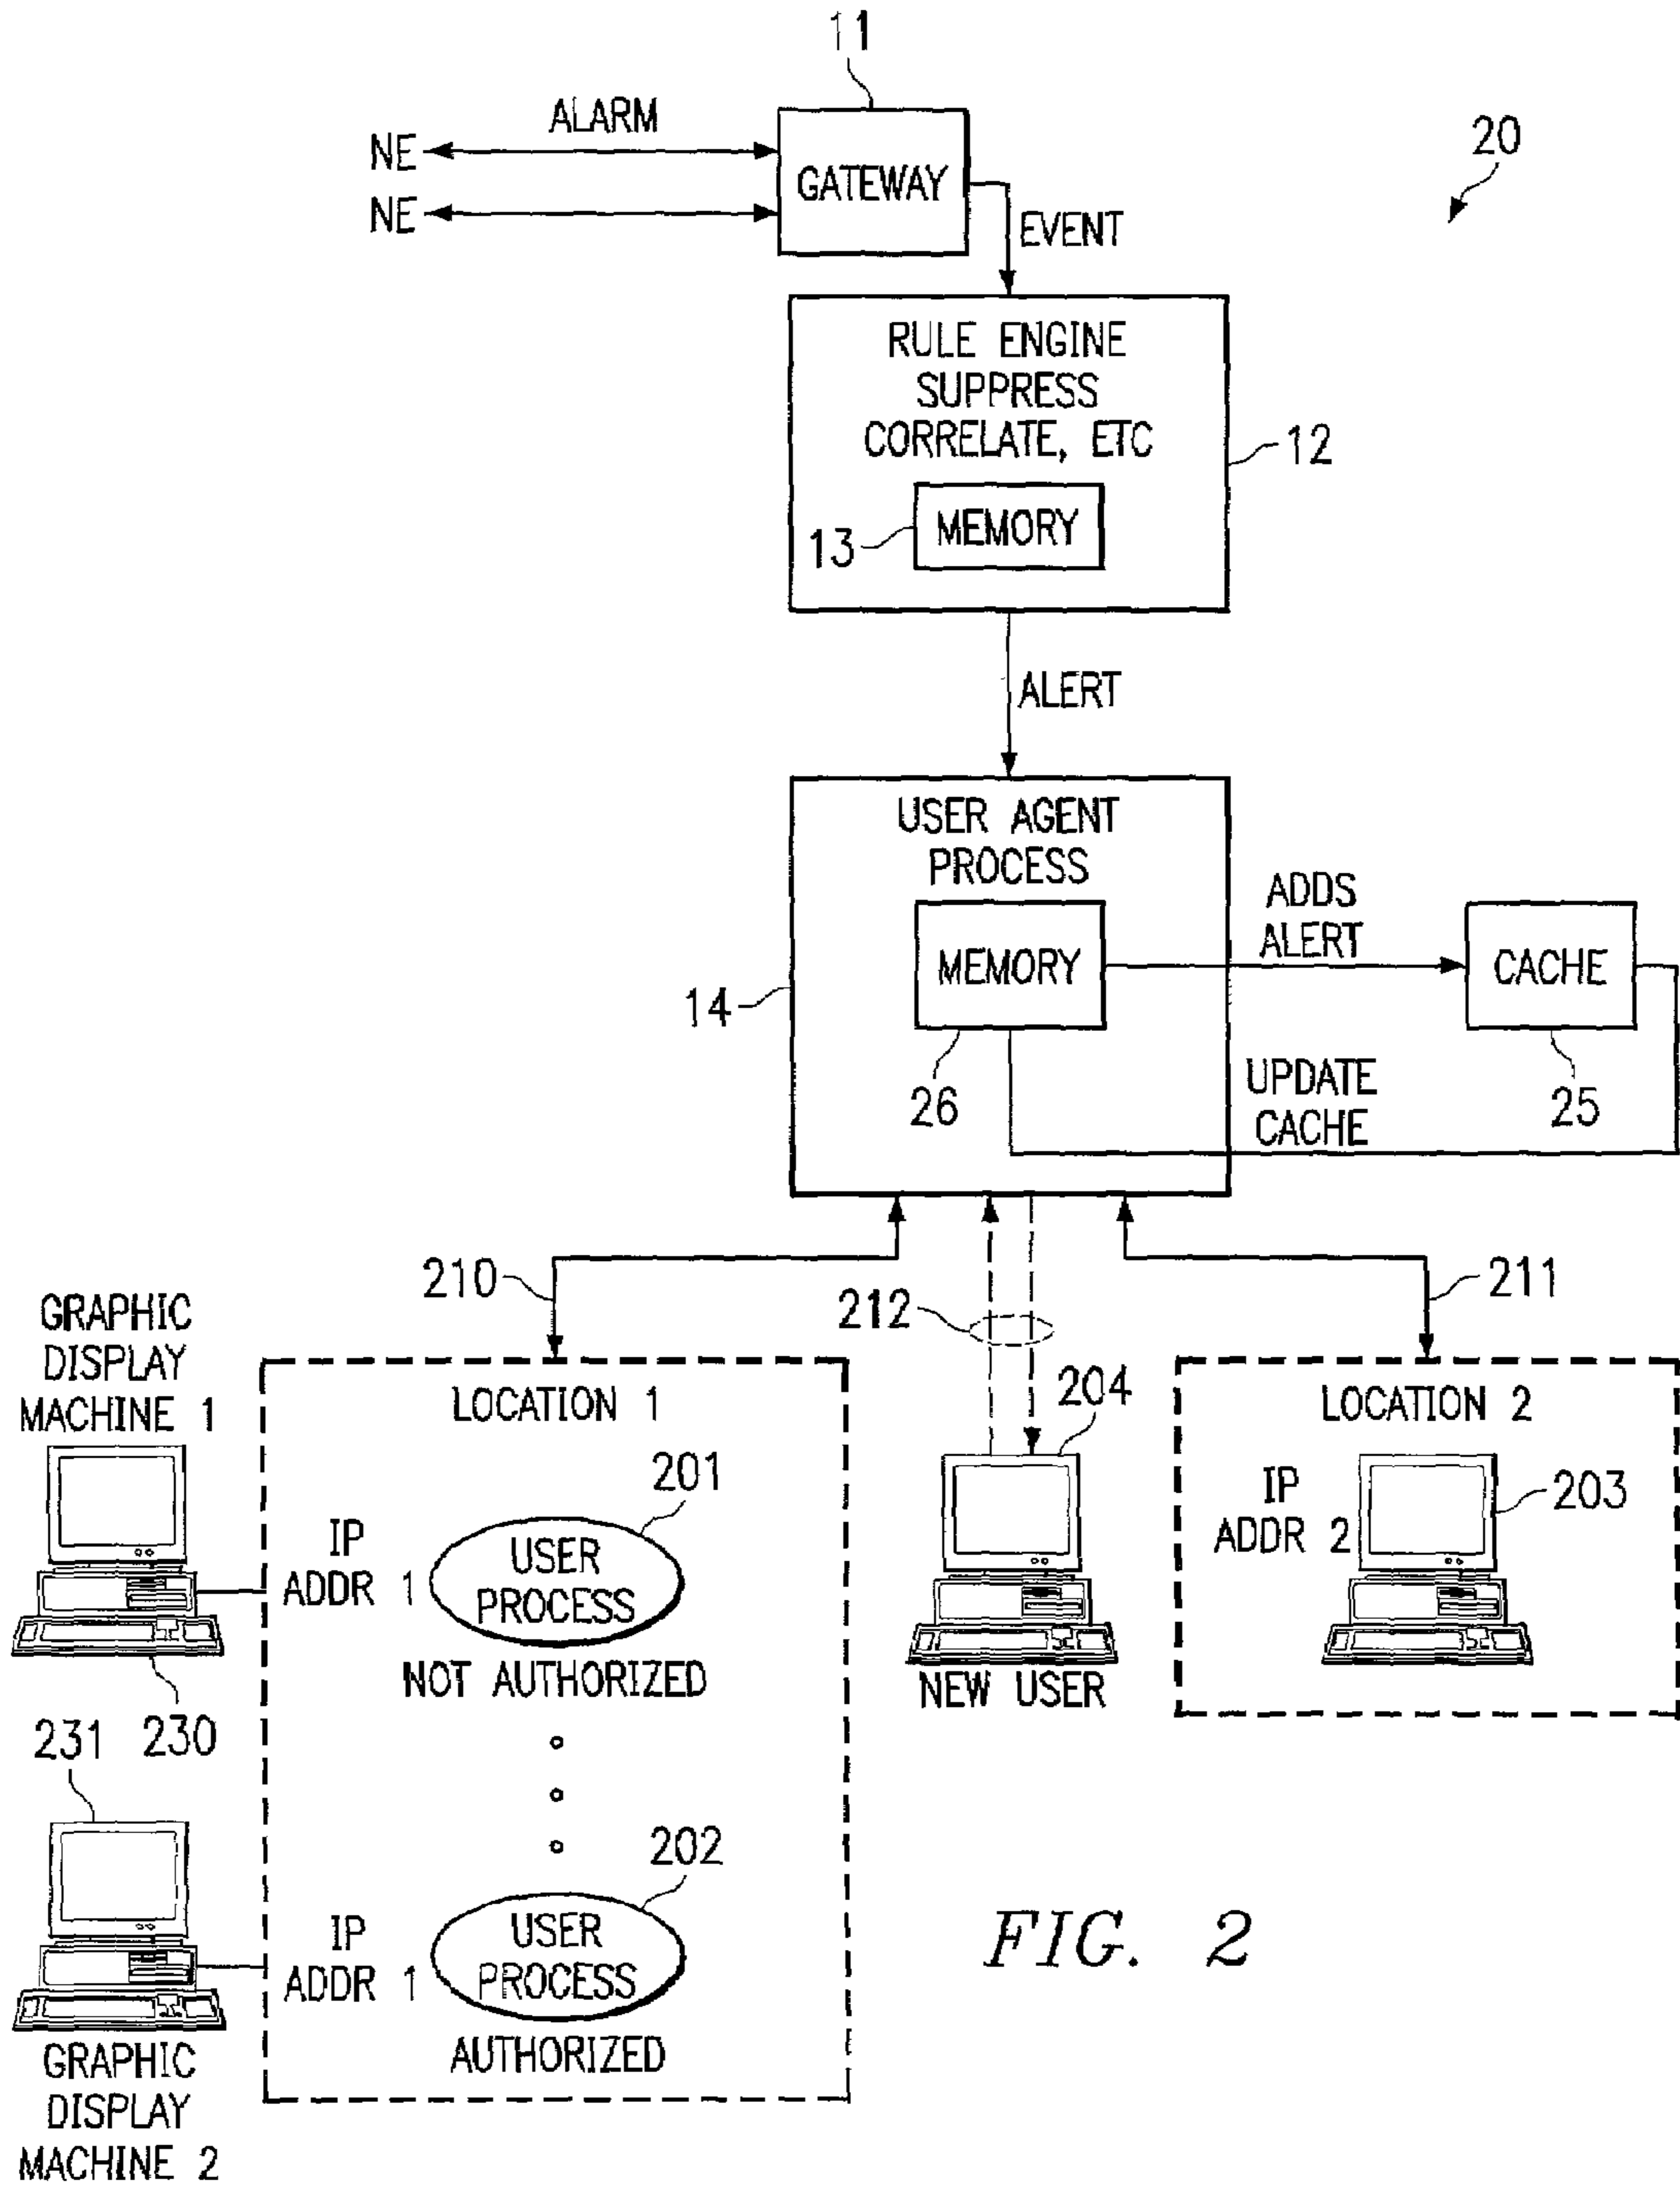 11
ALARM
NE
NE
GATEWAY
20
EVENT
RULE ENGINE
SUPPRESS
CORRELATE, ETC
12
13
MEMORY
ALERT
USER AGENT
PROCESS
MEMORY
ADDS
ALERT
CACHE
14
26
UPDATE
CACHE
25
210
212
211
GRAPHIC
DISPLAY
MACHINE 1
LOCATION 1
204
LOCATION 2
201
IP
ADDR 1
USER
PROCESS
IP
ADDR 2
203
NOT AUTHORIZED
NEW USER
231
230
202
IP
ADDR 1
USER
PROCESS
AUTHORIZED
GRAPHIC
DISPLAY
MACHINE 2
FIG. 2